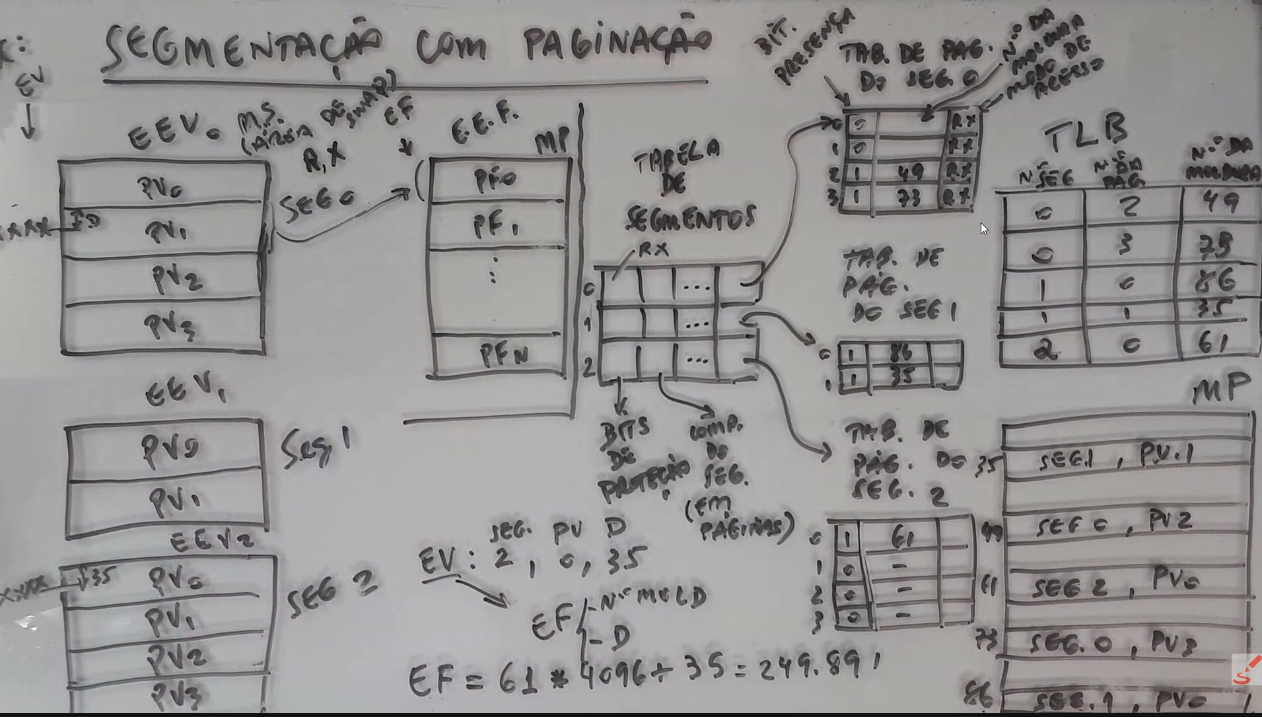 SEGMENTAÇÃO COM PAGINAÇÃO
EV
EEV0 M.S.
(ÁREA DE SWAP)
R, X
EF
SEG 0
PV0
PV1
PV2
PV3
10
EEV1
SEG 1
PV0
PV1
EEV2
SEG 2
35
PV0
PV1
PV2
PV3
E.E.F.
MP
PF0
PF1
⋮
PFN
TABELA
DE
SEGMENTOS
RX
0 ...
1 ...
2 ...
BITS
DE
PROTEÇÃO
COMP.
DO
SEG.
(EM
PÁGINAS)
BIT.
PRESENÇA
TAB. DE PAG.
DO SEG. 0
Nº DA
MOLDURA
MODO DE
ACESSO
0 0 RX
1 0 RX
2 1 49 RX
3 1 73 RX
TAB. DE
PÁG.
DO SEG 1
0 1 86
1 1 35
TAB. DE
PÁG. DO
SEG. 2
0 1 61
1 0 -
2 0 -
3 0 -
TLB
Nº SEG Nº DA PAG Nº DA MOLDURA
0 2 49
0 3 73
1 0 86
1 1 35
2 0 61
MP
35 SEG.1, PV.1
49 SEG 0, PV2
61 SEG 2, PV0
73 SEG.0, PV3
86 SEG.1, PV0
SEG. PV D
EV: 2, 0, 35
EF - Nº MOLD
- D
EF = 61 * 4096 + 35 = 249.891
S